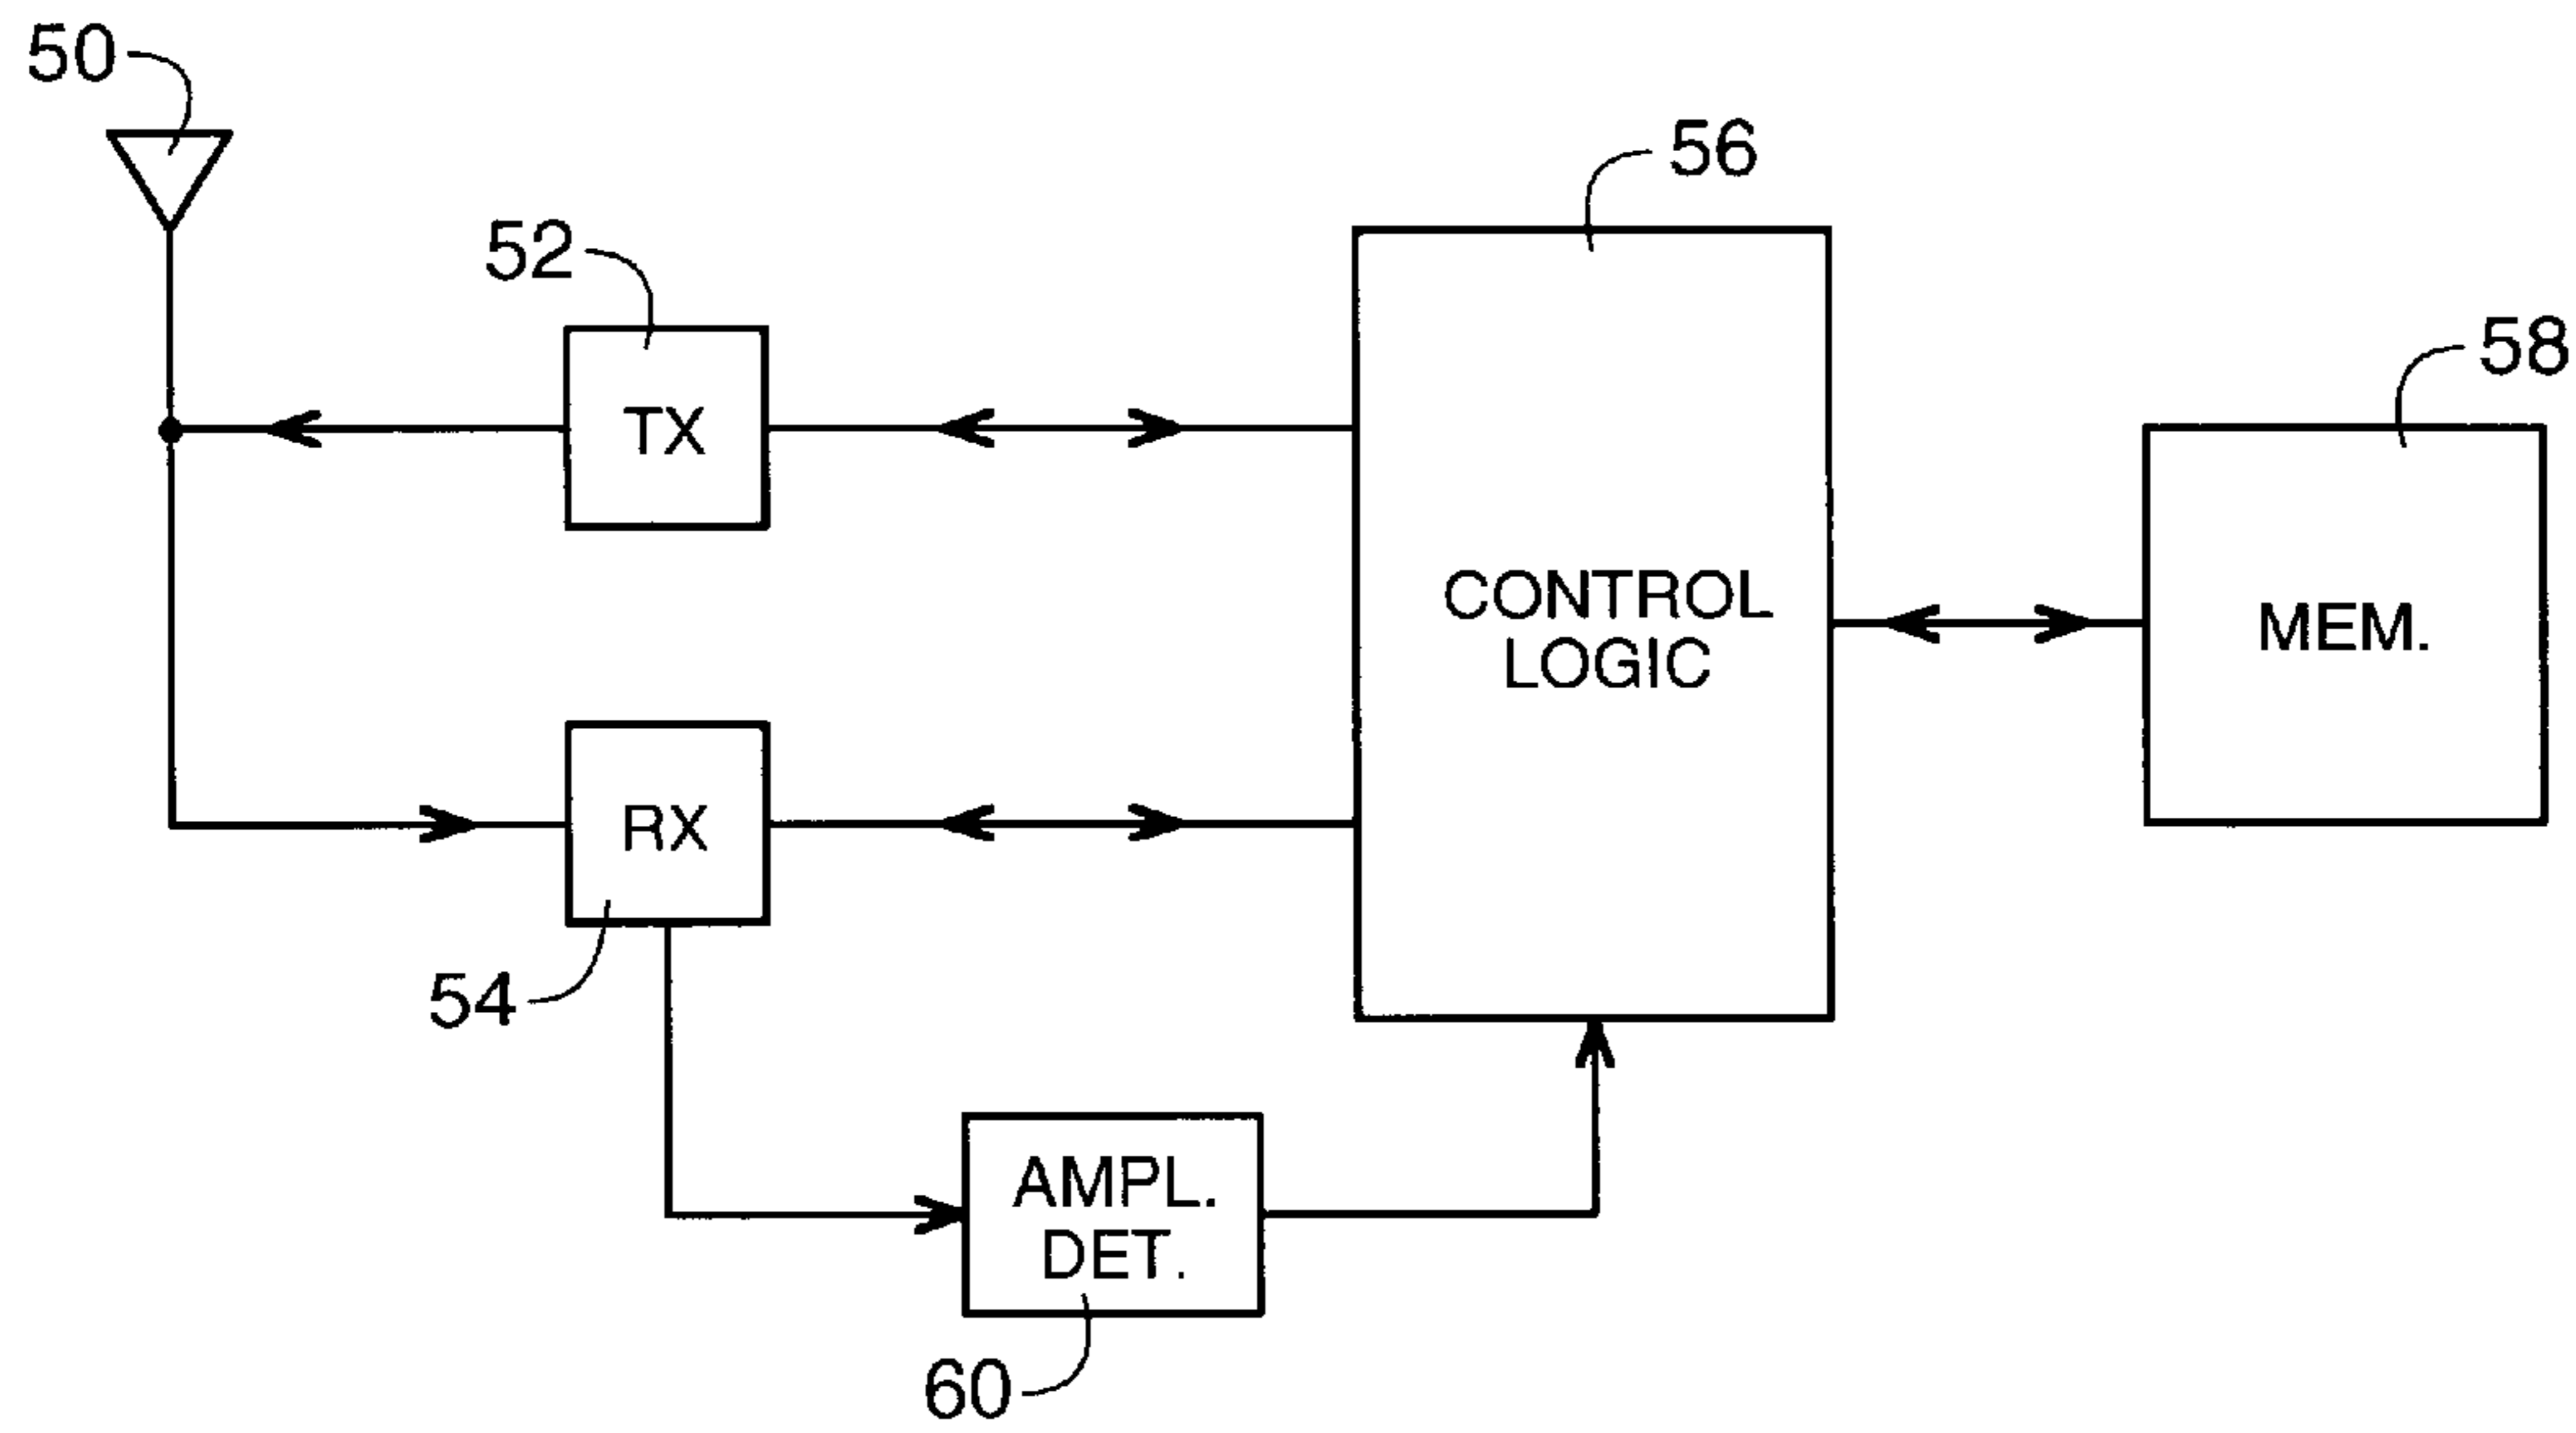 50
56
52
58
TX
CONTROL
LOGIC
MEM.
RX
54
AMPL.
DET.
60